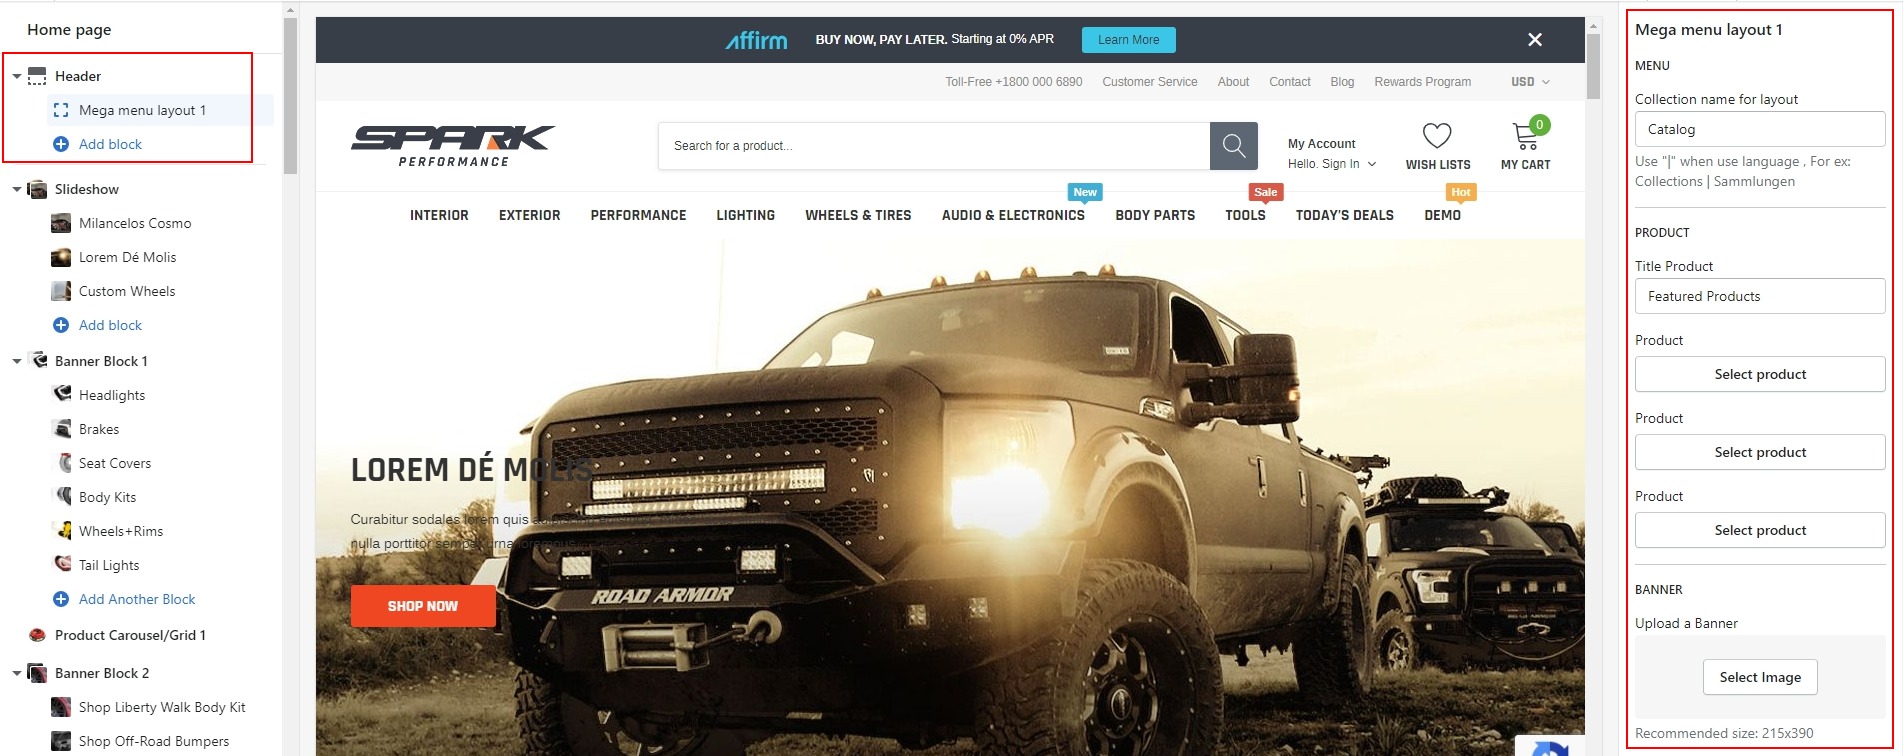 Home page
Header
Mega menu layout 1
Add block
Slideshow
Milancelos Cosmo
Lorem Dé Molis
Custom Wheels
Add block
Banner Block 1
Headlights
Brakes
Seat Covers
Body Kits
Wheels+Rims
Tail Lights
Add Another Block
Product Carousel/Grid 1
Banner Block 2
Shop Liberty Walk Body Kit
Shop Off-Road Bumpers
affirm BUY NOW, PAY LATER. Starting at 0% APR Learn More
Toll-Free +1800 000 6890 Customer Service About Contact Blog Rewards Program USD
SPARK
PERFORMANCE
Search for a product...
My Account
Hello. Sign In
WISH LISTS
0
MY CART
New Sale Hot
INTERIOR EXTERIOR PERFORMANCE LIGHTING WHEELS & TIRES AUDIO & ELECTRONICS BODY PARTS TOOLS TODAY'S DEALS DEMO
LOREM DÉ MOLIS
Curabitur sodales lorem quis
nulla porttitor semper urna
SHOP NOW
ROAD ARMOR
Mega menu layout 1
MENU
Collection name for layout
Catalog
Use "|" when use language , For ex:
Collections | Sammlungen
PRODUCT
Title Product
Featured Products
Product
Select product
Product
Select product
Product
Select product
BANNER
Upload a Banner
Select Image
Recommended size: 215x390